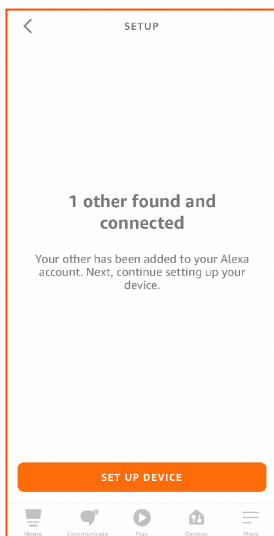 SETUP
1 other found and
connected
Your other has been added to your Alexa
account. Next, continue setting up your
device.
SET UP DEVICE
Home Communicate Play Devices More